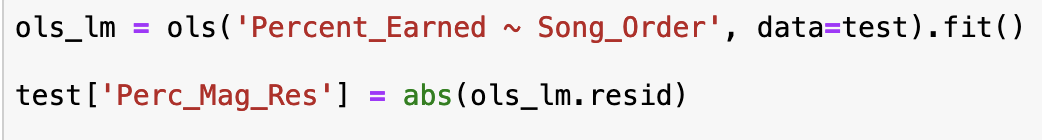 ols_lm = ols('Percent_Earned ~ Song_Order', data=test).fit()
test['Perc_Mag_Res'] = abs(ols_lm.resid)